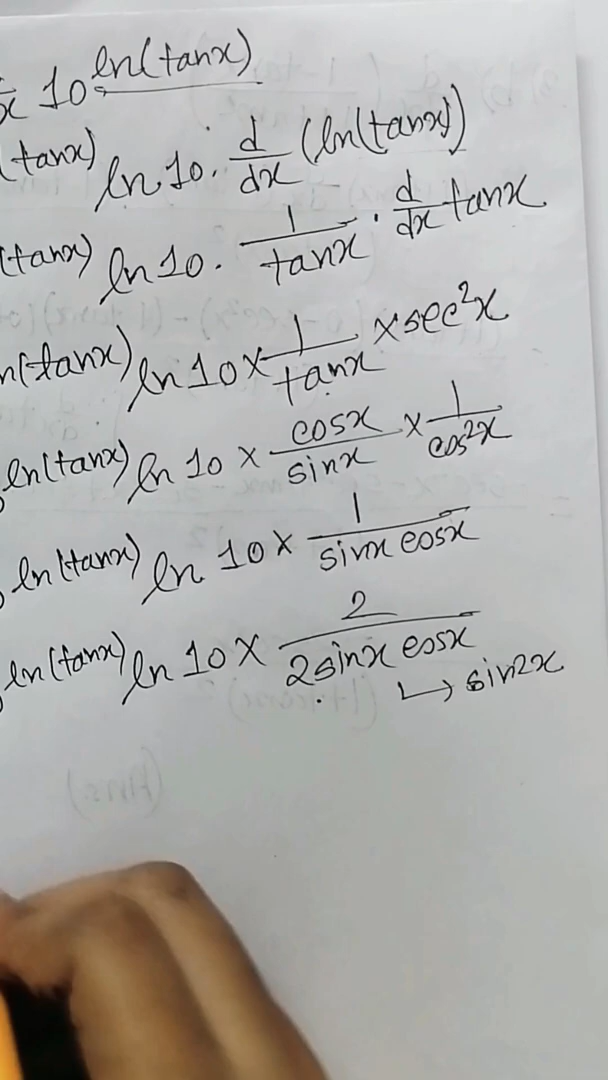 x 10^ln(tanx)
(tanx) ln 10. d/dx (ln(tanx))
(tanx) ln 10. 1/tanx . d/dx tanx
n(tanx) ln 10 × 1/tanx × sec²x
ln(tanx) ln 10 × cosx/sinx × 1/cos²x
ln(tanx) ln 10 × 1/sinx cosx
ln(tanx) ln 10 × 2/2sinx cosx
↳ sin2x